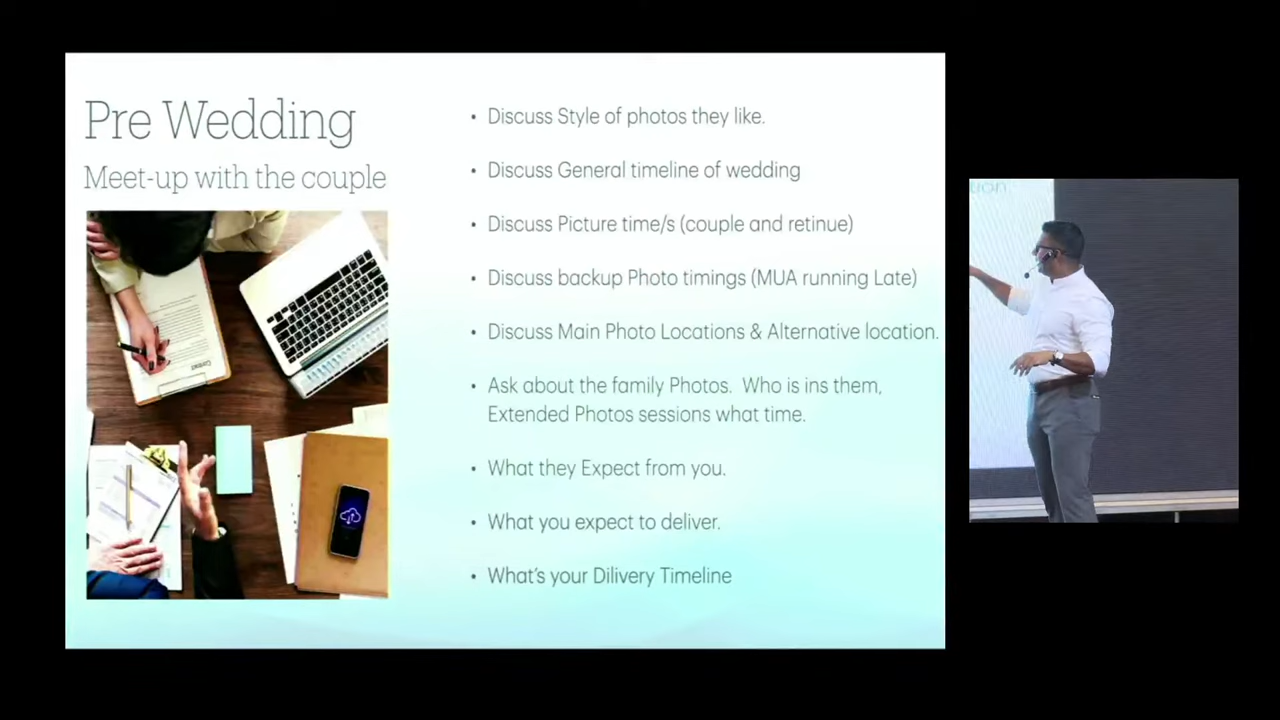 Pre Wedding
Meet-up with the couple
• Discuss Style of photos they like.
• Discuss General timeline of wedding
• Discuss Picture time/s (couple and retinue)
• Discuss backup Photo timings (MUA running Late)
• Discuss Main Photo Locations & Alternative location.
• Ask about the family Photos. Who is ins them,
Extended Photos sessions what time.
• What they Expect from you.
• What you expect to deliver.
• What's your Dilivery Timeline
Contract
tion.